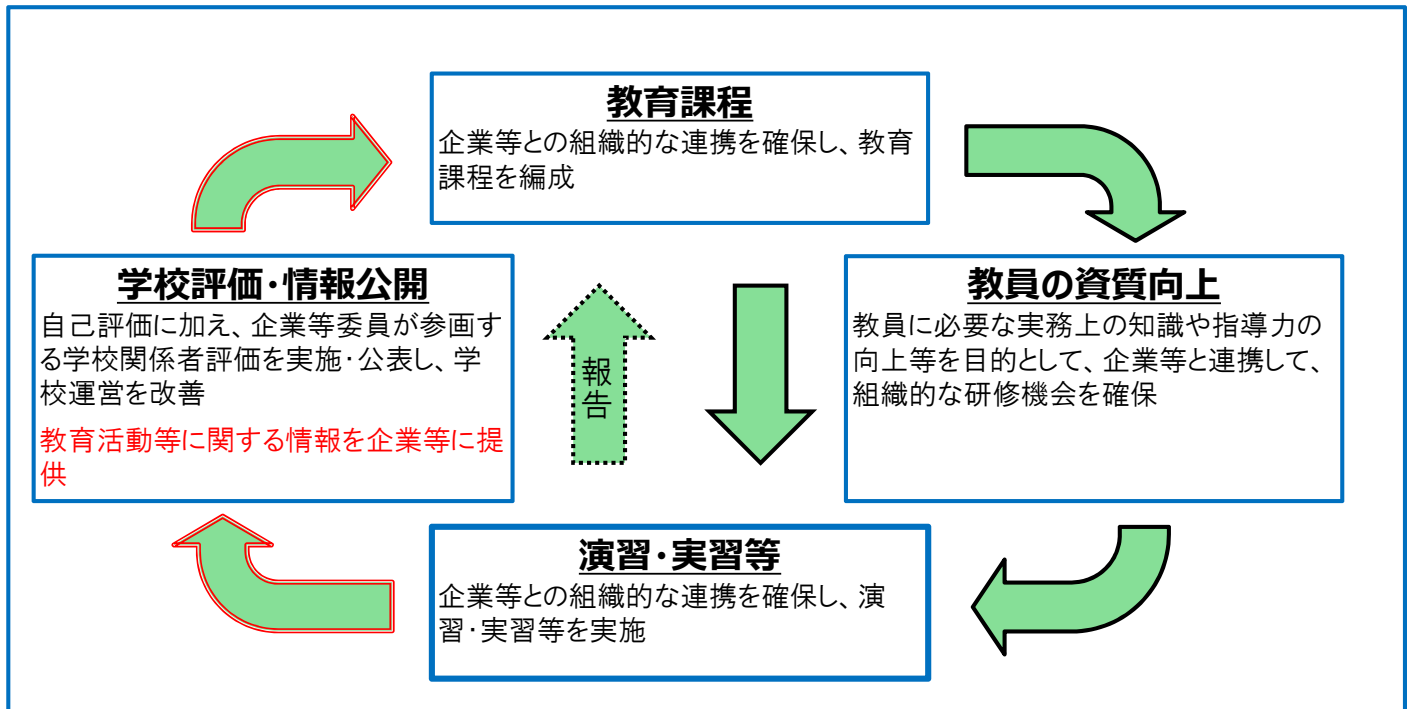 教育課程
企業等との組織的な連携を確保し、教育
課程を編成
学校評価・情報公開
自己評価に加え、企業等委員が参画す
る学校関係者評価を実施・公表し、学
校運営を改善
教育活動等に関する情報を企業等に提
供
報
告
教員の資質向上
教員に必要な実務上の知識や指導力の
向上等を目的として、企業等と連携して、
組織的な研修機会を確保
演習・実習等
企業等との組織的な連携を確保し、演
習・実習等を実施